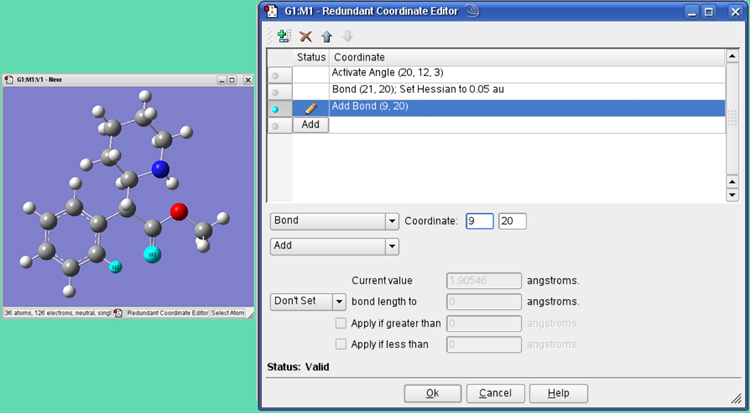 G1:M1 - Redundant Coordinate Editor
Status Coordinate
Activate Angle (20, 12, 3)
Bond (21, 20); Set Hessian to 0.05 au
Add Bond (9, 20)
Add
Bond Coordinate: 9 20
Add
Current value 1.90546 angstroms.
Don't Set bond length to 0 angstroms.
Apply if greater than 0 angstroms.
Apply if less than 0 angstroms.
Status: Valid
Ok Cancel Help
G1:M1:V1 - New
36 atoms, 126 electrons, neutral, singl Redundant Coordinate Editor Select Atom